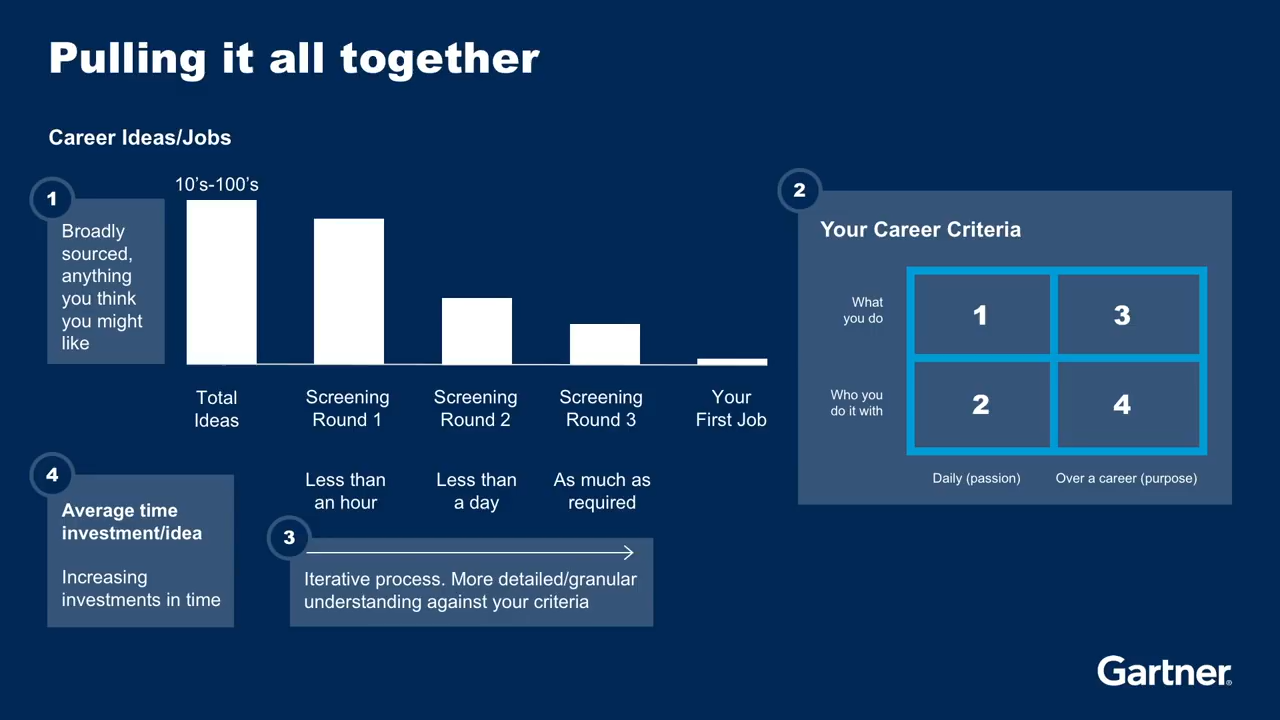 Pulling it all together
Career Ideas/Jobs
1
Broadly
sourced,
anything
you think
you might
like
10's-100's
Total
Ideas
Screening
Round 1
Screening
Round 2
Screening
Round 3
Your
First Job
Less than
an hour
Less than
a day
As much as
required
4
Average time
investment/idea
Increasing
investments in time
3
Iterative process. More detailed/granular
understanding against your criteria
2
Your Career Criteria
What
you do
1
3
Who you
do it with
2
4
Daily (passion)
Over a career (purpose)
Gartner®